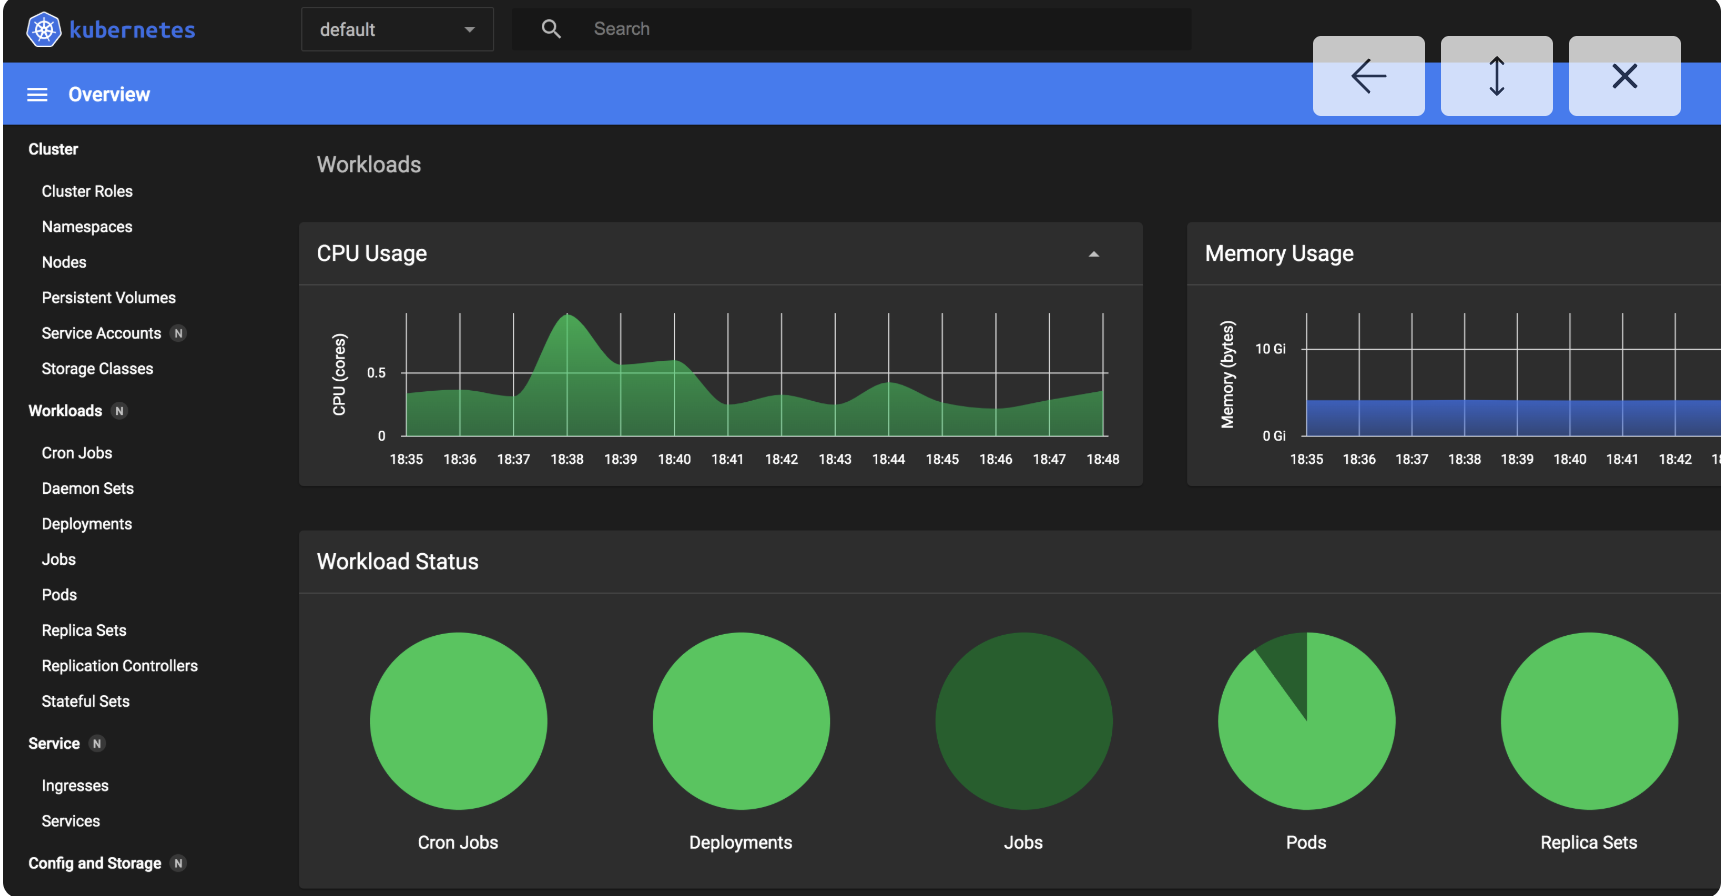 kubernetes
default
Search
Overview
Cluster
Cluster Roles
Namespaces
Nodes
Persistent Volumes
Service Accounts N
Storage Classes
Workloads N
Cron Jobs
Daemon Sets
Deployments
Jobs
Pods
Replica Sets
Replication Controllers
Stateful Sets
Service N
Ingresses
Services
Config and Storage N
Workloads
CPU Usage
CPU (cores)
0.5
0
18:35 18:36 18:37 18:38 18:39 18:40 18:41 18:42 18:43 18:44 18:45 18:46 18:47 18:48
Memory Usage
Memory (bytes)
10 Gi
0 Gi
18:35 18:36 18:37 18:38 18:39 18:40 18:41 18:42
Workload Status
Cron Jobs
Deployments
Jobs
Pods
Replica Sets